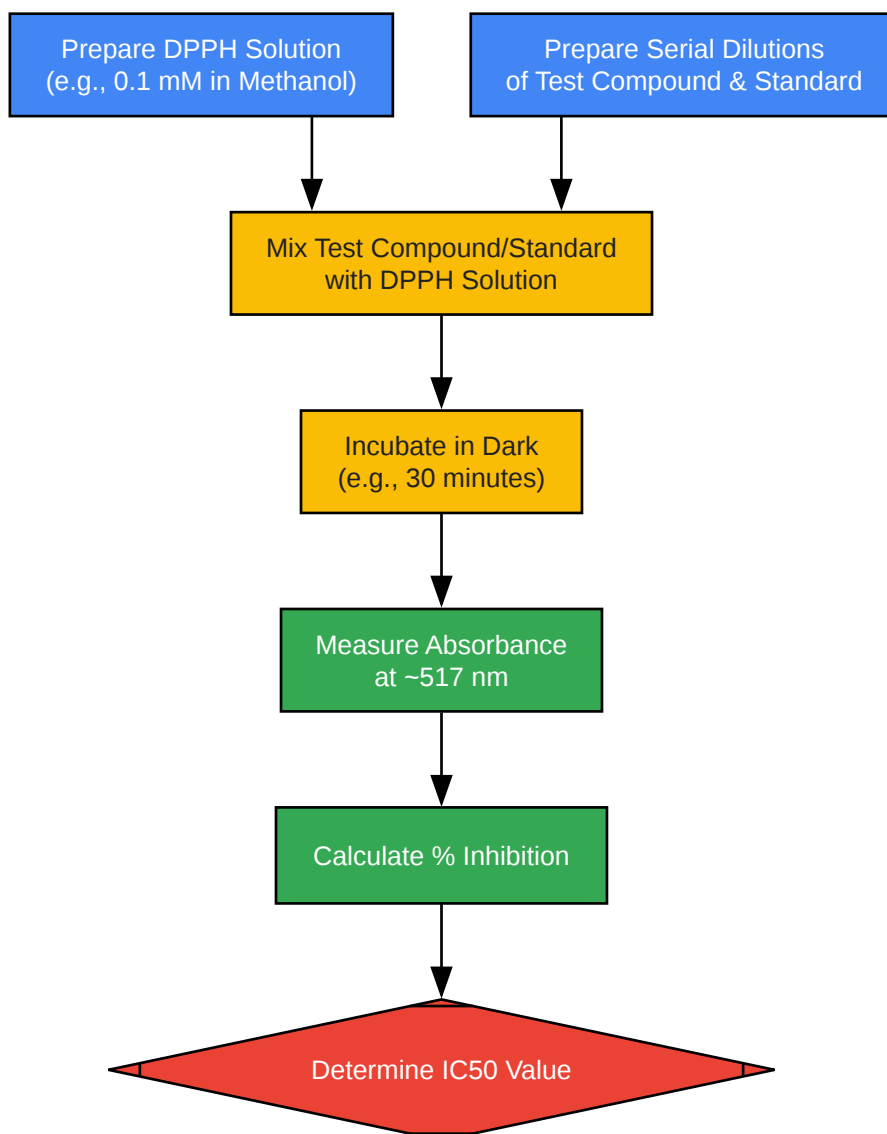 Prepare DPPH Solution
(e.g., 0.1 mM in Methanol)
Prepare Serial Dilutions
of Test Compound & Standard
Mix Test Compound/Standard
with DPPH Solution
Incubate in Dark
(e.g., 30 minutes)
Measure Absorbance
at ~517 nm
Calculate % Inhibition
Determine IC50 Value